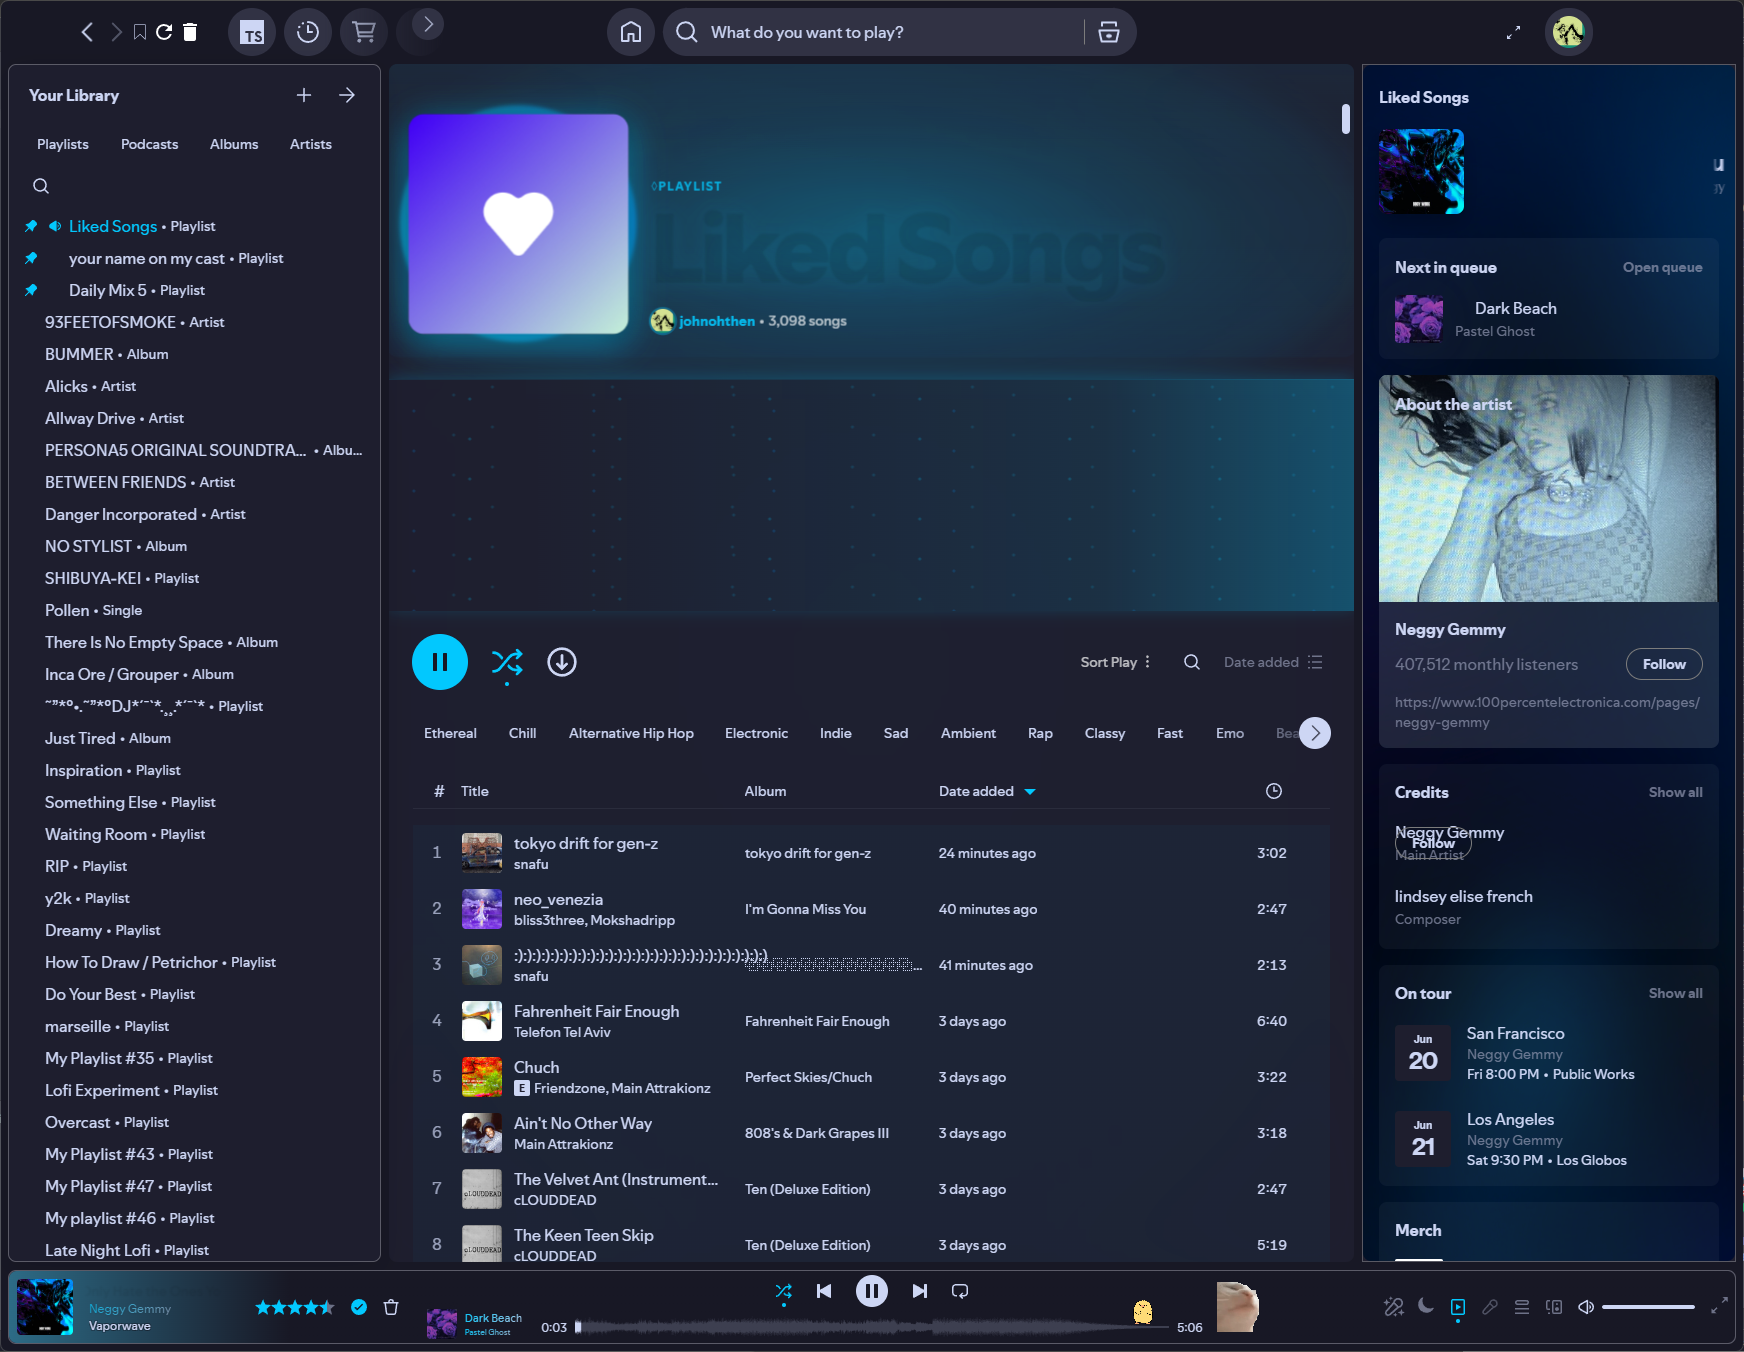 TS
What do you want to play?
Your Library
Playlists
Podcasts
Albums
Artists
Liked Songs • Playlist
your name on my cast • Playlist
Daily Mix 5 • Playlist
93FEETOFSMOKE • Artist
BUMMER • Album
Alicks • Artist
Allway Drive • Artist
PERSONA5 ORIGINAL SOUNDTRA... • Albu...
BETWEEN FRIENDS • Artist
Danger Incorporated • Artist
NO STYLIST • Album
SHIBUYA-KEI • Playlist
Pollen • Single
There Is No Empty Space • Album
Inca Ore / Grouper • Album
~"*°•.~"*°DJ*´¯`*.¸¸.*´¯`* • Playlist
Just Tired • Album
Inspiration • Playlist
Something Else • Playlist
Waiting Room • Playlist
RIP • Playlist
y2k • Playlist
Dreamy • Playlist
How To Draw / Petrichor • Playlist
Do Your Best • Playlist
marseille • Playlist
My Playlist #35 • Playlist
Lofi Experiment • Playlist
Overcast • Playlist
My Playlist #43 • Playlist
My Playlist #47 • Playlist
My playlist #46 • Playlist
Late Night Lofi • Playlist
◊PLAYLIST
Liked Songs
johnohthen • 3,098 songs
Sort Play
Date added
Ethereal
Chill
Alternative Hip Hop
Electronic
Indie
Sad
Ambient
Rap
Classy
Fast
Emo
Bea
# Title Album Date added
1 tokyo drift for gen-z
snafu
tokyo drift for gen-z
24 minutes ago
3:02
2 neo_venezia
bliss3three, Mokshadripp
I'm Gonna Miss You
40 minutes ago
2:47
3 :):):):):):):):):):):):):):):):):):):):):):):):):):)
snafu
41 minutes ago
2:13
4 Fahrenheit Fair Enough
Telefon Tel Aviv
Fahrenheit Fair Enough
3 days ago
6:40
5 Chuch
E Friendzone, Main Attrakionz
Perfect Skies/Chuch
3 days ago
3:22
6 Ain't No Other Way
Main Attrakionz
808's & Dark Grapes III
3 days ago
3:18
7 The Velvet Ant (Instrument...
cLOUDDEAD
Ten (Deluxe Edition)
3 days ago
2:47
8 The Keen Teen Skip
cLOUDDEAD
Ten (Deluxe Edition)
3 days ago
5:19
Liked Songs
Next in queue
Open queue
Dark Beach
Pastel Ghost
About the artist
Neggy Gemmy
407,512 monthly listeners
Follow
https://www.100percentelectronica.com/pages/
neggy-gemmy
Credits
Show all
Neggy Gemmy
Main Artist
Follow
lindsey elise french
Composer
On tour
Show all
Jun
20
San Francisco
Neggy Gemmy
Fri 8:00 PM • Public Works
Jun
21
Los Angeles
Neggy Gemmy
Sat 9:30 PM • Los Globos
Merch
Neggy Gemmy
Vaporwave
Dark Beach
Pastel Ghost
0:03
5:06